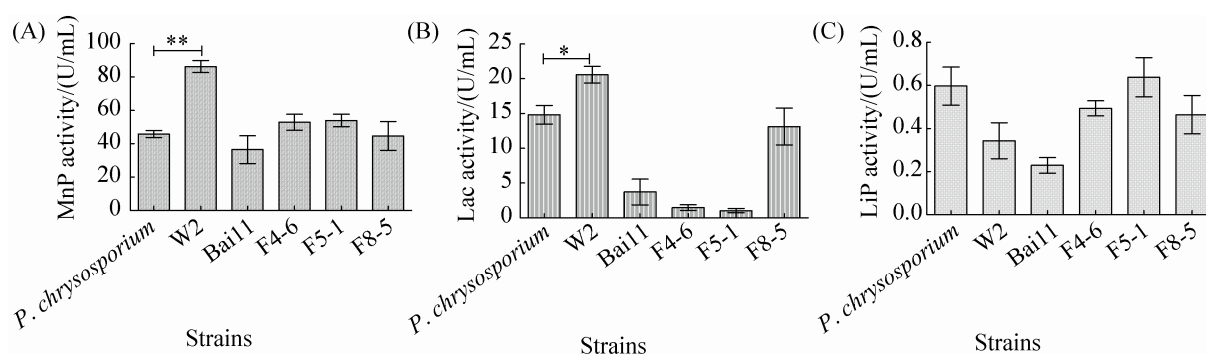 (A)
MnP activity/(U/mL)
100
80
60
40
20
0
**
P. chrysosporium
W2
Bai11
F4-6
F5-1
F8-5
Strains
(B)
Lac activity/(U/mL)
25
20
15
10
5
0
*
P. chrysosporium
W2
Bai11
F4-6
F5-1
F8-5
Strains
(C)
LiP activity/(U/mL)
0.8
0.6
0.4
0.2
0.0
P. chrysosporium
W2
Bai11
F4-6
F5-1
F8-5
Strains